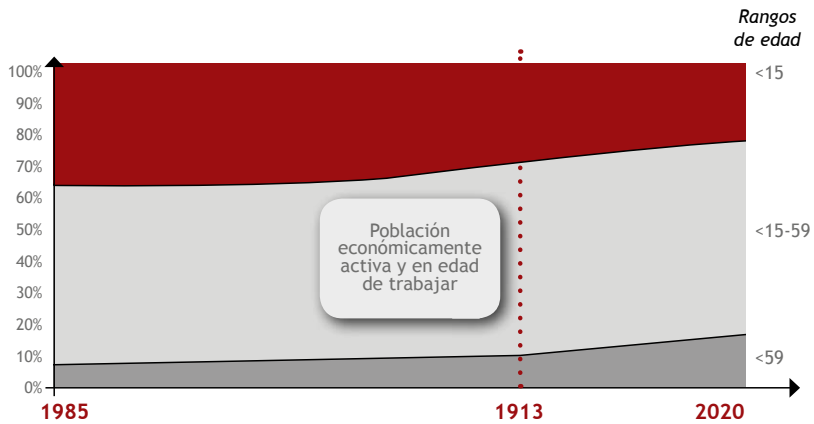 Rangos
de edad
100%
<15
90%
80%
70%
60%
50%
40%
30%
20%
10%
0%
Población
económicamente
activa y en edad
de trabajar
<15-59
<59
1985
1913
2020